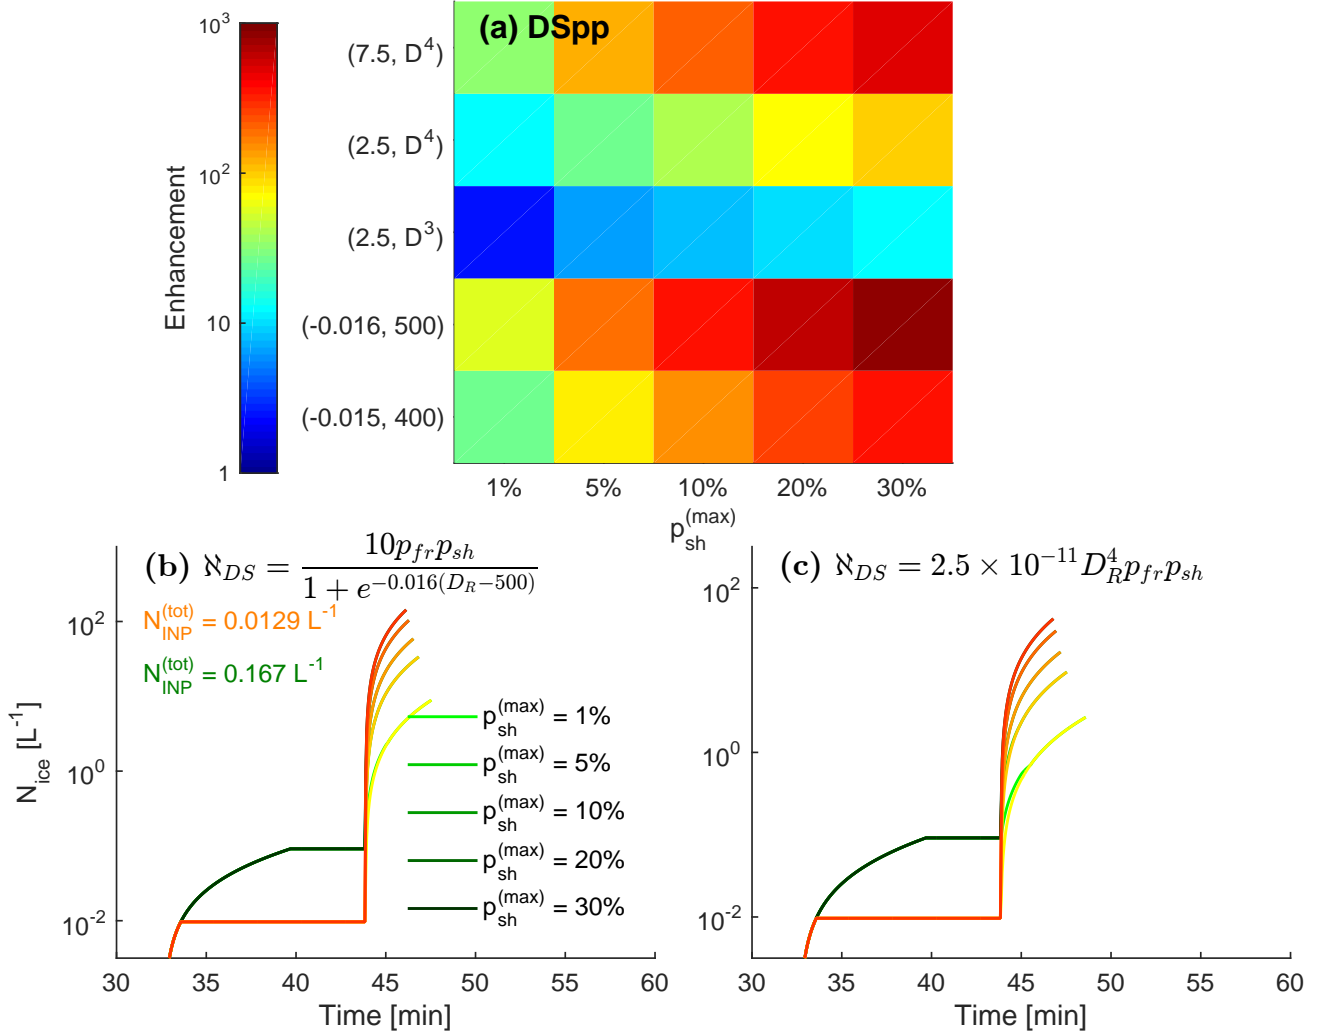 (a) DSpp
10^3
10^2
10
1
Enhancement
(7.5, D^4)
(2.5, D^4)
(2.5, D^3)
(-0.016, 500)
(-0.015, 400)
1% 5% 10% 20% 30%
p_sh^(max)
(b) ℵ_DS = 10p_fr p_sh / 1 + e^−0.016(D_R−500)
N_INP^(tot) = 0.0129 L^-1
N_INP^(tot) = 0.167 L^-1
p_sh^(max) = 1%
p_sh^(max) = 5%
p_sh^(max) = 10%
p_sh^(max) = 20%
p_sh^(max) = 30%
10^2
10^0
10^-2
N_ice [L^-1]
30 35 40 45 50 55 60
Time [min]
(c) ℵ_DS = 2.5 × 10^−11 D_R^4 p_fr p_sh
10^2
10^0
10^-2
30 35 40 45 50 55 60
Time [min]